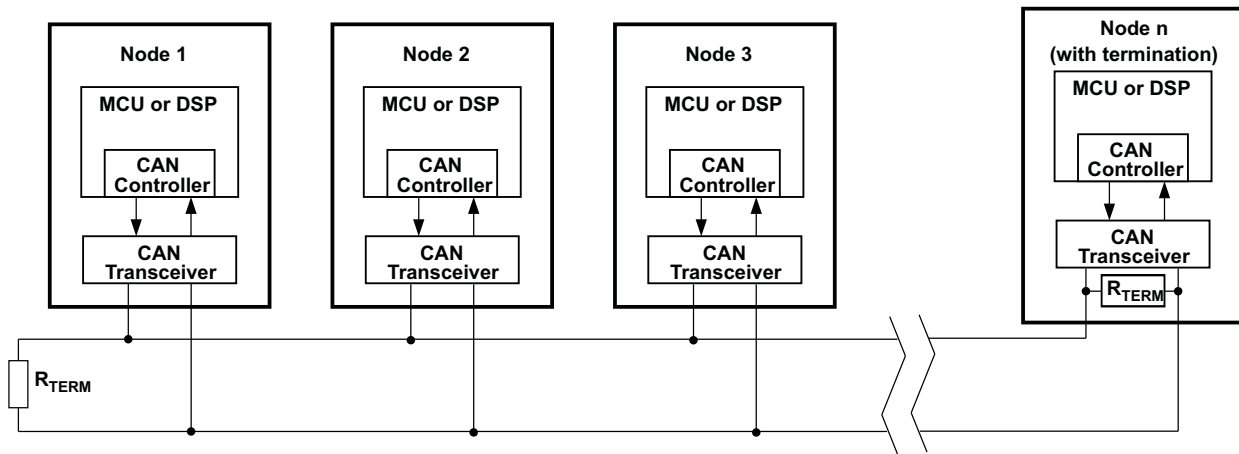 Node 1
MCU or DSP
CAN
Controller
CAN
Transceiver
Node 2
MCU or DSP
CAN
Controller
CAN
Transceiver
Node 3
MCU or DSP
CAN
Controller
CAN
Transceiver
Node n
(with termination)
MCU or DSP
CAN
Controller
CAN
Transceiver
RTERM
RTERM